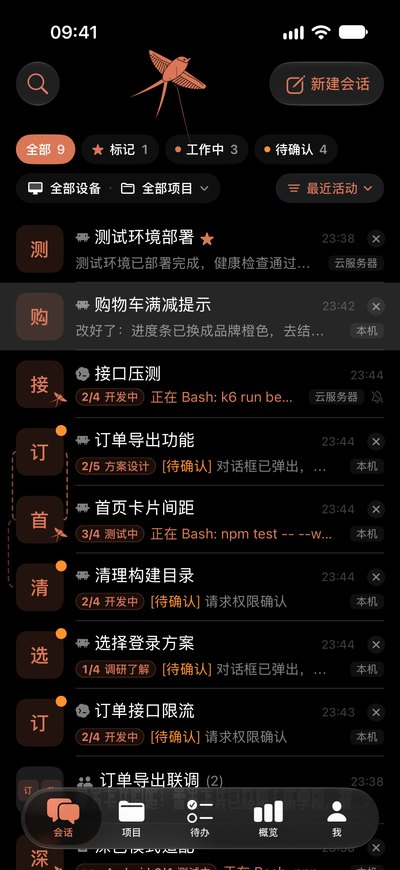 09:41
新建会话
全部 9 标记 1 工作中 3 待确认 4
全部设备 · 全部项目 最近活动
测 测试环境部署 23:38
测试环境已部署完成，健康检查通过... 云服务器
购 购物车满减提示 23:42
改好了：进度条已换成品牌橙色，去结... 本机
接 接口压测 23:44
2/4 开发中 正在 Bash: k6 run be... 云服务器
订 订单导出功能 23:44
2/5 方案设计 [待确认] 对话框已弹出，... 本机
首 首页卡片间距 23:44
3/4 测试中 正在 Bash: npm test -- --w... 本机
清 清理构建目录 23:44
2/4 开发中 [待确认] 请求权限确认 本机
选 选择登录方案 23:44
1/4 调研了解 [待确认] 对话框已弹出，... 本机
订 订单接口限流 23:43
2/4 开发中 [待确认] 请求权限确认 本机
订 订单导出联调 (2) 23:38
会话 项目 待办 概览 我
深 深色模式适配